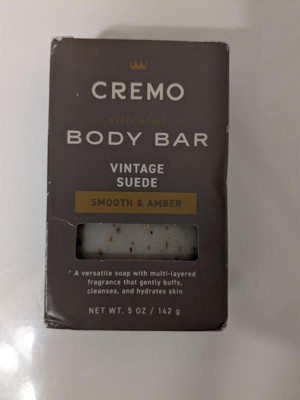 CREMO
EXFOLIATING
BODY BAR
VINTAGE
SUEDE
SMOOTH & AMBER
A versatile soap with multi-layered
fragrance that gently buffs,
cleanses, and hydrates skin
NET WT. 5 OZ / 142 g